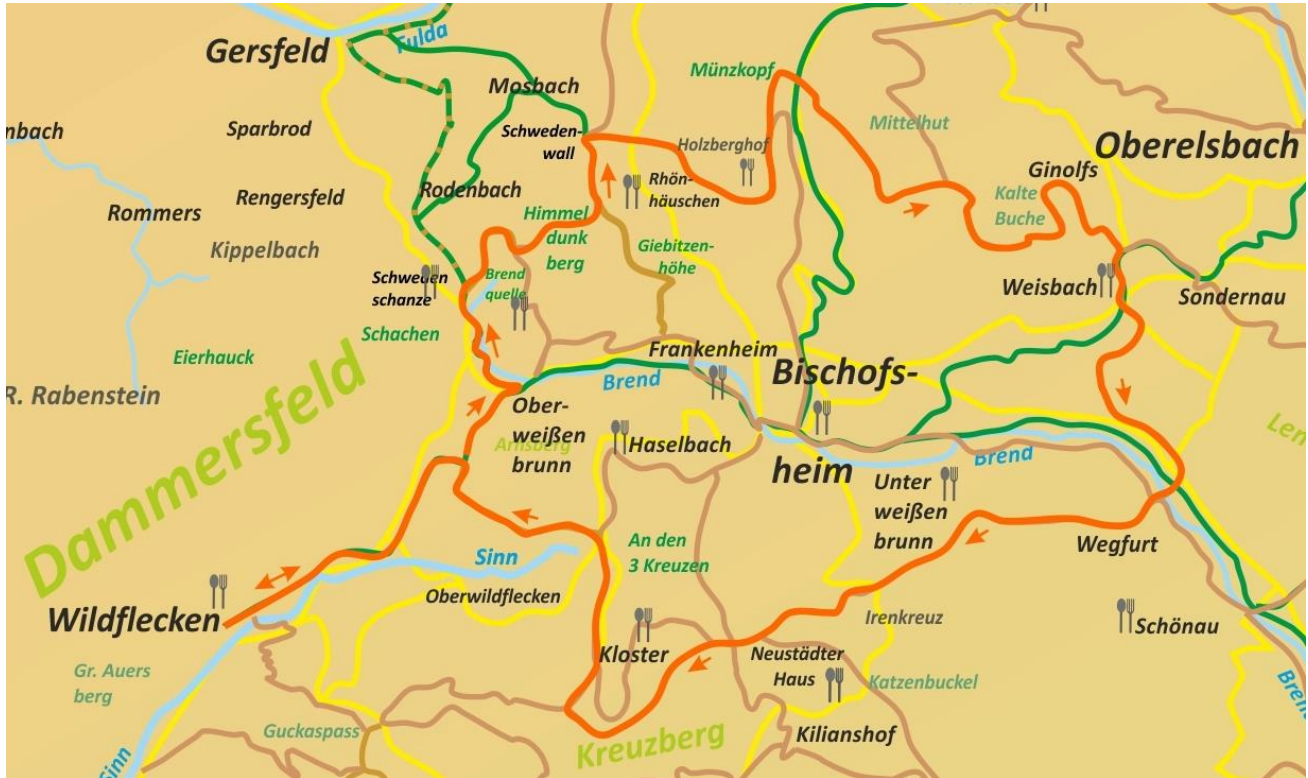 Gersfeld
Fulda
Mosbach
Münzkopf
Sparbrod
Schweden-
wall
Holzberghof
Mittelhut
Oberelsbach
Ginolfs
nbach
Rengersfeld
Rodenbach
Rhön-
häuschen
Kalte
Buche
Rommers
Himmel
dunk
berg
Kippelbach
Giebitzen-
höhe
Schweden
schanze
Brend
quelle
Weisbach
Sondernau
Schachen
Eierhauck
Frankenheim
R. Rabenstein
Brend
Bischofs-
heim
Dammersfeld
Ober-
weißen
brunn
Arnsberg
Haselbach
Len
Brend
Unter
weißen
brunn
An den
3 Kreuzen
Wegfurt
Sinn
Oberwildflecken
Wildflecken
Irenkreuz
Schönau
Kloster
Neustädter
Haus
Katzenbuckel
Gr. Auers
berg
Guckaspass
Kreuzberg
Kilianshof
Brend
Sinn